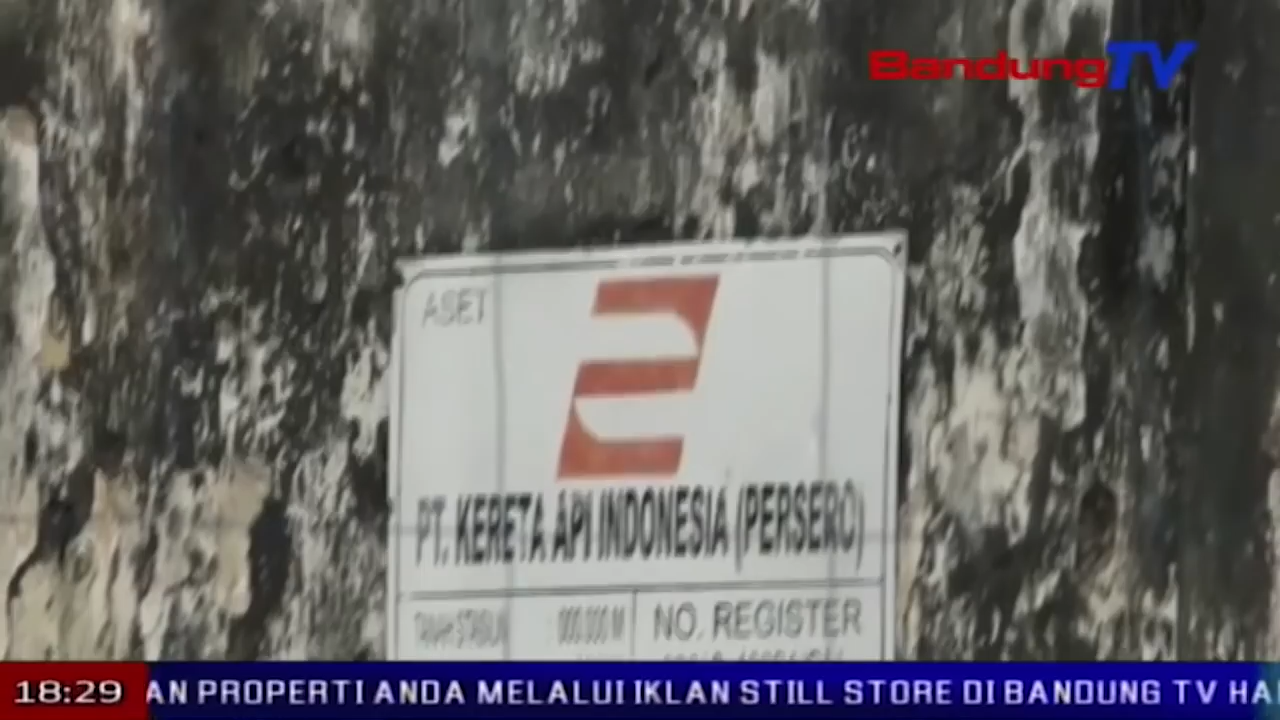 BandungTV
ASET
PT. KERETA API INDONESIA (PERSERO)
NO. REGISTER
18:29 AN PROPERTI ANDA MELALUI IKLAN STILL STORE DI BANDUNG TV HA